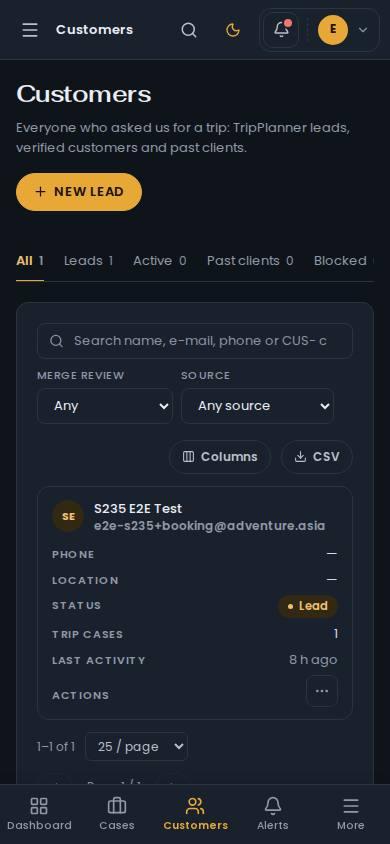 Customers
E
Customers
Everyone who asked us for a trip: TripPlanner leads,
verified customers and past clients.
+ NEW LEAD
All 1 Leads 1 Active 0 Past clients 0 Blocked
Search name, e-mail, phone or CUS- c
MERGE REVIEW SOURCE
Any Any source
Columns CSV
SE S235 E2E Test
e2e-s235+booking@adventure.asia
PHONE —
LOCATION —
STATUS Lead
TRIP CASES 1
LAST ACTIVITY 8 h ago
ACTIONS ...
1–1 of 1 25 / page
Page 1 / 1
Dashboard Cases Customers Alerts More